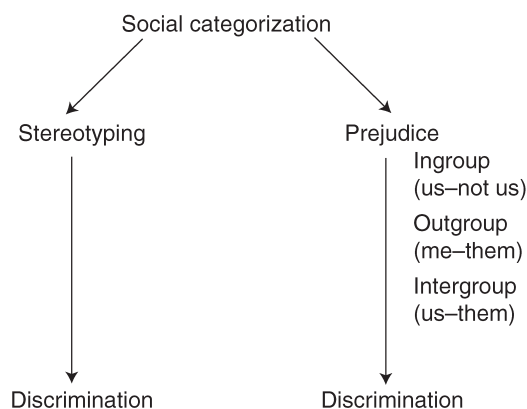 Social categorization
Stereotyping
Prejudice
Ingroup
(us–not us)
Outgroup
(me–them)
Intergroup
(us–them)
Discrimination
Discrimination